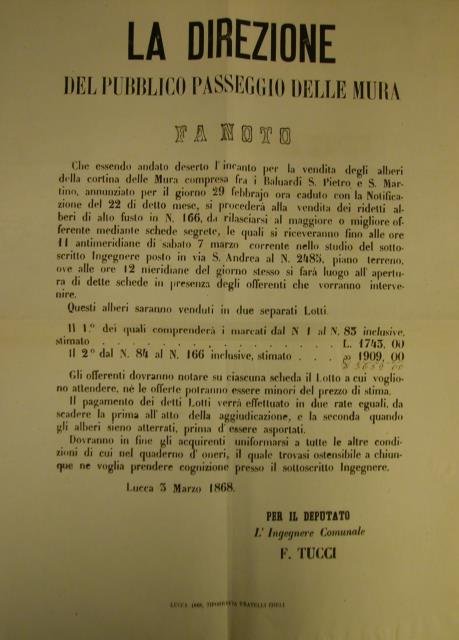 LA DIREZIONE
DEL PUBBLICO PASSEGGIO DELLE MURA
FA NOTO
Che essendo andato deserto l'incanto per la vendita degli alberi
della cortina delle Mura compresa fra i Baluardi S. Pietro e S. Mar-
tino, annunziato per il giorno 29 febbrajo ora caduto con la Notifica-
zione del 22 di detto mese, si procederà alla vendita dei ridetti al-
beri di alto fusto in N. 166, da rilasciarsi al maggiore o migliore of-
ferente mediante schede segrete, le quali si riceveranno fino alle ore
11 antimeridiane di sabato 7 marzo corrente nello studio del sotto-
scritto Ingegnere posto in via S. Andrea al N. 2485, piano terreno,
ove alle ore 12 meridiane del giorno stesso si farà luogo all'apertu-
ra di dette schede in presenza degli offerenti che vorranno interve-
nire.
Questi alberi saranno venduti in due separati Lotti.
Il 1.° dei quali comprenderà i marcati dal N 1 al N. 83 inclusive,
stimato . . . . . . . . . . . . . . L. 1743, 00
Il 2° dal N. 84 al N. 166 inclusive, stimato . . . . » 1909, 00
Gli offerenti dovranno notare su ciascuna scheda il Lotto a cui voglio-
no attendere, nè le offerte potranno essere minori del prezzo di stima.
Il pagamento dei detti Lotti verrà effettuato in due rate eguali, da
scadere la prima all'atto della aggiudicazione, e la seconda quando
gli alberi sieno atterrati, prima d'essere asportati.
Dovranno in fine gli acquirenti uniformarsi a tutte le altre condi-
zioni di cui nel quaderno d'oneri, il quale trovasi ostensibile a chiun-
que ne voglia prendere cognizione presso il sottoscritto Ingegnere.
Lucca 3 Marzo 1868.
PER IL DEPUTATO
L'Ingegnere Comunale
F. TUCCI
LUCCA 1868, TIPOGRAFIA FRATELLI CHELI